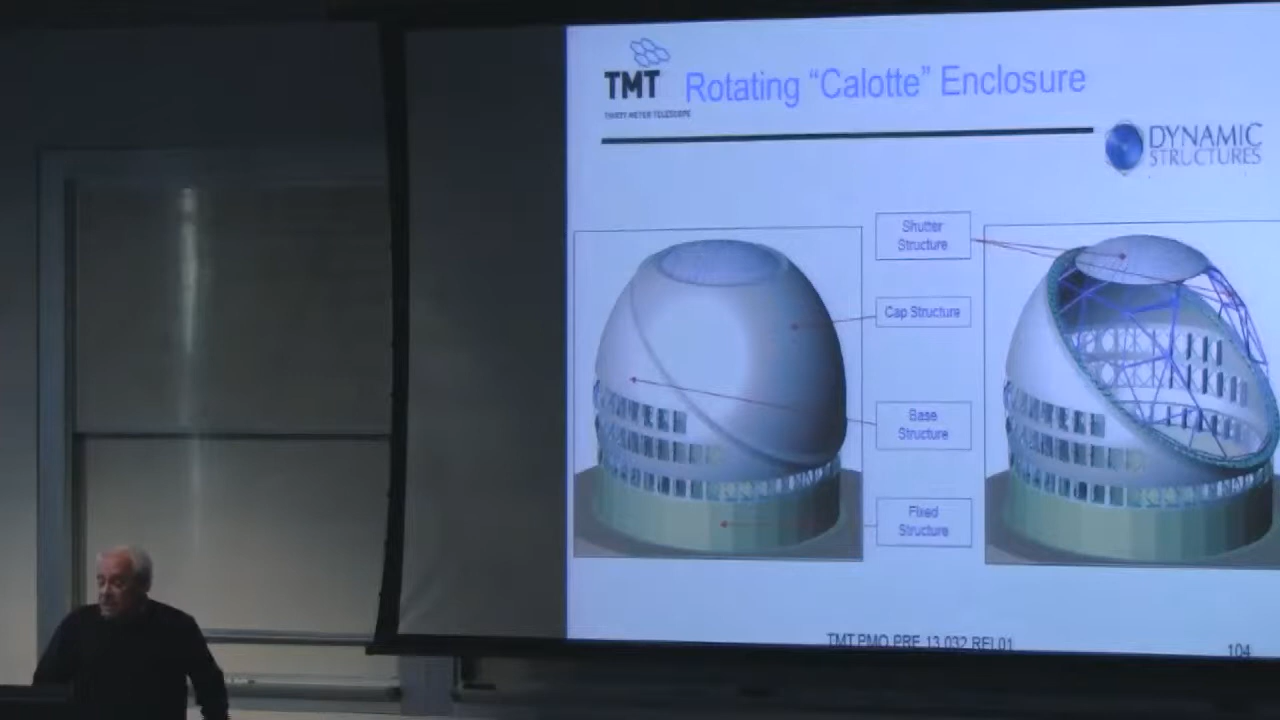 TMT
THIRTY METER TELESCOPE
Rotating “Calotte” Enclosure
DYNAMIC
STRUCTURES
Shutter
Structure
Cap Structure
Base
Structure
Fixed
Structure
TMT.PMO.PRE.13.032.REL01
104